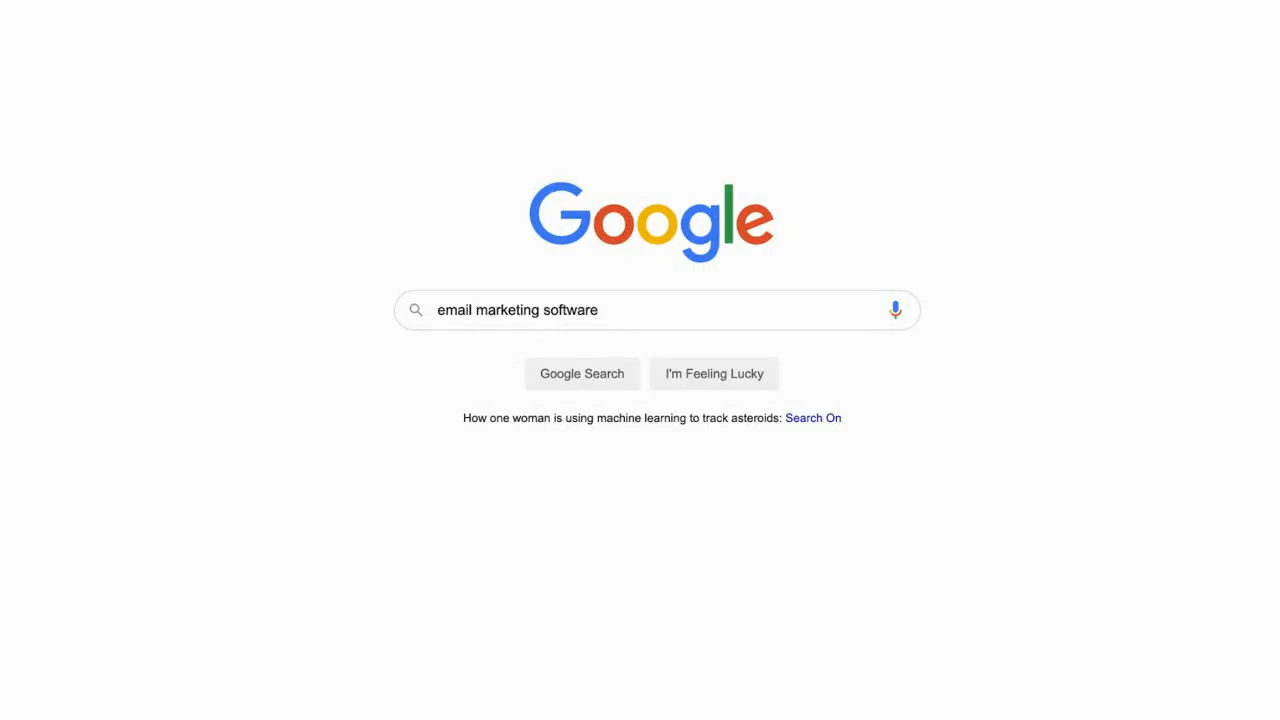 Google
email marketing software
Google Search I'm Feeling Lucky
How one woman is using machine learning to track asteroids: Search On